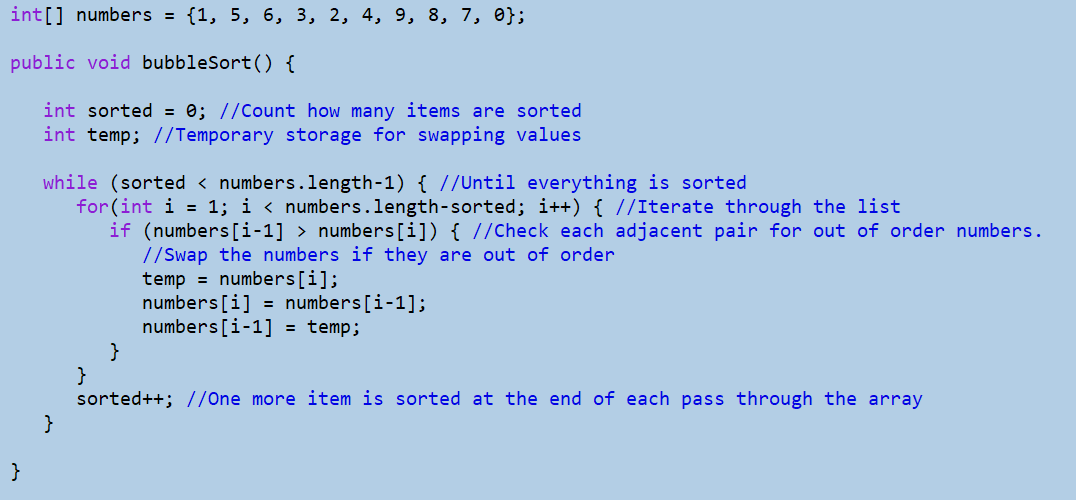 int[] numbers = {1, 5, 6, 3, 2, 4, 9, 8, 7, 0};
public void bubbleSort() {
int sorted = 0; //Count how many items are sorted
int temp; //Temporary storage for swapping values
while (sorted < numbers.length-1) { //Until everything is sorted
for(int i = 1; i < numbers.length-sorted; i++) { //Iterate through the list
if (numbers[i-1] > numbers[i]) { //Check each adjacent pair for out of order numbers.
//Swap the numbers if they are out of order
temp = numbers[i];
numbers[i] = numbers[i-1];
numbers[i-1] = temp;
}
}
sorted++; //One more item is sorted at the end of each pass through the array
}
}